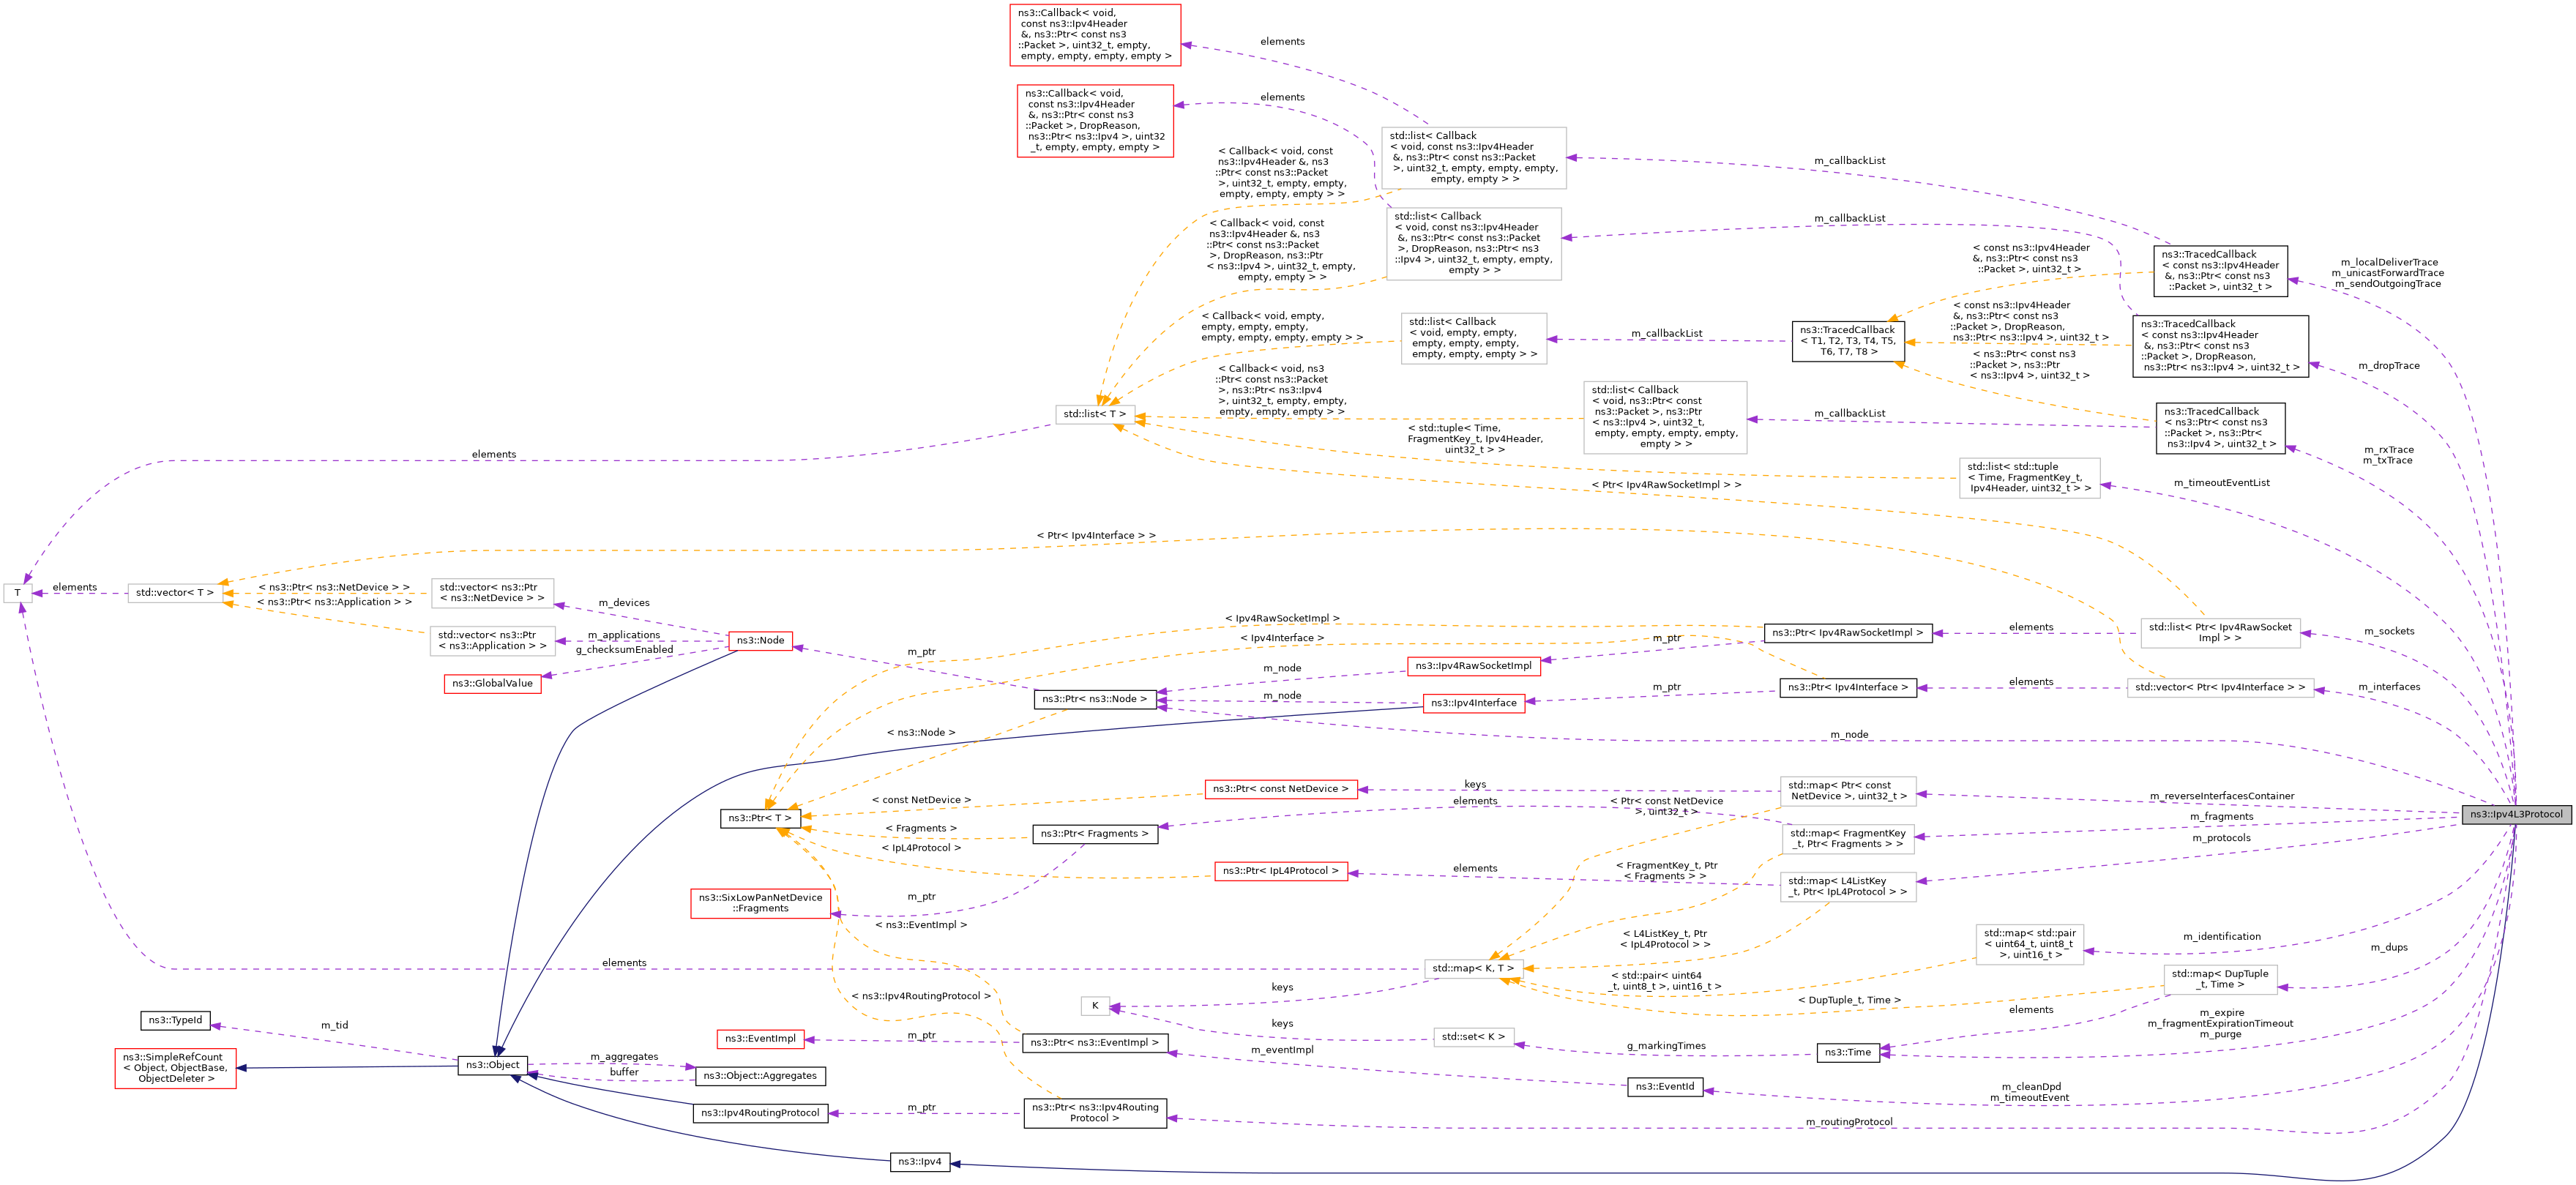 ns3::Callback< void,
const ns3::Ipv4Header
&, ns3::Ptr< const ns3
::Packet >, uint32_t, empty,
empty, empty, empty, empty >
elements
ns3::Callback< void,
const ns3::Ipv4Header
&, ns3::Ptr< const ns3
::Packet >, DropReason,
ns3::Ptr< ns3::Ipv4 >, uint32
_t, empty, empty, empty >
elements
std::list< Callback
< void, const ns3::Ipv4Header
&, ns3::Ptr< const ns3::Packet
>, uint32_t, empty, empty, empty,
empty, empty > >
m_callbackList
< Callback< void, const
ns3::Ipv4Header &, ns3
::Ptr< const ns3::Packet
>, uint32_t, empty, empty,
empty, empty, empty > >
std::list< Callback
< void, const ns3::Ipv4Header
&, ns3::Ptr< const ns3::Packet
>, DropReason, ns3::Ptr< ns3
::Ipv4 >, uint32_t, empty, empty,
empty > >
m_callbackList
< Callback< void, const
ns3::Ipv4Header &, ns3
::Ptr< const ns3::Packet
>, DropReason, ns3::Ptr
< ns3::Ipv4 >, uint32_t, empty,
empty, empty > >
< const ns3::Ipv4Header
&, ns3::Ptr< const ns3
::Packet >, uint32_t >
ns3::TracedCallback
< const ns3::Ipv4Header
&, ns3::Ptr< const ns3
::Packet >, uint32_t >
m_localDeliverTrace
m_unicastForwardTrace
m_sendOutgoingTrace
< Callback< void, empty,
empty, empty, empty,
empty, empty, empty, empty > >
std::list< Callback
< void, empty, empty,
empty, empty, empty,
empty, empty, empty > >
m_callbackList
ns3::TracedCallback
< T1, T2, T3, T4, T5,
T6, T7, T8 >
< const ns3::Ipv4Header
&, ns3::Ptr< const ns3
::Packet >, DropReason,
ns3::Ptr< ns3::Ipv4 >, uint32_t >
ns3::TracedCallback
< const ns3::Ipv4Header
&, ns3::Ptr< const ns3
::Packet >, DropReason,
ns3::Ptr< ns3::Ipv4 >, uint32_t >
m_dropTrace
< ns3::Ptr< const ns3
::Packet >, ns3::Ptr
< ns3::Ipv4 >, uint32_t >
< Callback< void, ns3
::Ptr< const ns3::Packet
>, ns3::Ptr< ns3::Ipv4
>, uint32_t, empty, empty,
empty, empty, empty > >
std::list< T >
std::list< Callback
< void, ns3::Ptr< const
ns3::Packet >, ns3::Ptr
< ns3::Ipv4 >, uint32_t,
empty, empty, empty, empty,
empty > >
m_callbackList
ns3::TracedCallback
< ns3::Ptr< const ns3
::Packet >, ns3::Ptr<
ns3::Ipv4 >, uint32_t >
m_rxTrace
m_txTrace
elements
< std::tuple< Time,
FragmentKey_t, Ipv4Header,
uint32_t > >
std::list< std::tuple
< Time, FragmentKey_t,
Ipv4Header, uint32_t > >
m_timeoutEventList
< Ptr< Ipv4RawSocketImpl > >
< Ptr< Ipv4Interface > >
T
elements
std::vector< T >
< ns3::Ptr< ns3::NetDevice > >
< ns3::Ptr< ns3::Application > >
std::vector< ns3::Ptr
< ns3::NetDevice > >
m_devices
std::vector< ns3::Ptr
< ns3::Application > >
m_applications
g_checksumEnabled
ns3::Node
ns3::GlobalValue
m_ptr
< Ipv4RawSocketImpl >
< Ipv4Interface >
m_ptr
ns3::Ptr< Ipv4RawSocketImpl >
elements
std::list< Ptr< Ipv4RawSocket
Impl > >
m_sockets
m_node
ns3::Ipv4RawSocketImpl
ns3::Ptr< ns3::Node >
m_node
ns3::Ipv4Interface
m_ptr
ns3::Ptr< Ipv4Interface >
elements
std::vector< Ptr< Ipv4Interface > >
m_interfaces
< ns3::Node >
m_node
ns3::Ptr< T >
< const NetDevice >
ns3::Ptr< const NetDevice >
keys
std::map< Ptr< const
NetDevice >, uint32_t >
m_reverseInterfacesContainer
ns3::Ipv4L3Protocol
elements
< Ptr< const NetDevice
>, uint32_t >
< Fragments >
ns3::Ptr< Fragments >
std::map< FragmentKey
_t, Ptr< Fragments > >
m_fragments
m_protocols
< IpL4Protocol >
ns3::Ptr< IpL4Protocol >
elements
< FragmentKey_t, Ptr
< Fragments > >
std::map< L4ListKey
_t, Ptr< IpL4Protocol > >
ns3::SixLowPanNetDevice
::Fragments
m_ptr
< ns3::EventImpl >
< L4ListKey_t, Ptr
< IpL4Protocol > >
std::map< std::pair
< uint64_t, uint8_t
>, uint16_t >
m_identification
m_dups
elements
std::map< K, T >
< std::pair< uint64
_t, uint8_t >, uint16_t >
std::map< DupTuple
_t, Time >
< DupTuple_t, Time >
keys
K
< ns3::Ipv4RoutingProtocol >
elements
m_expire
m_fragmentExpirationTimeout
m_purge
ns3::TypeId
m_tid
ns3::EventImpl
m_ptr
ns3::Ptr< ns3::EventImpl >
keys
std::set< K >
g_markingTimes
ns3::Time
m_eventImpl
ns3::SimpleRefCount
< Object, ObjectBase,
ObjectDeleter >
ns3::Object
m_aggregates
buffer
ns3::Object::Aggregates
ns3::EventId
m_cleanDpd
m_timeoutEvent
ns3::Ipv4RoutingProtocol
m_ptr
ns3::Ptr< ns3::Ipv4Routing
Protocol >
m_routingProtocol
ns3::Ipv4